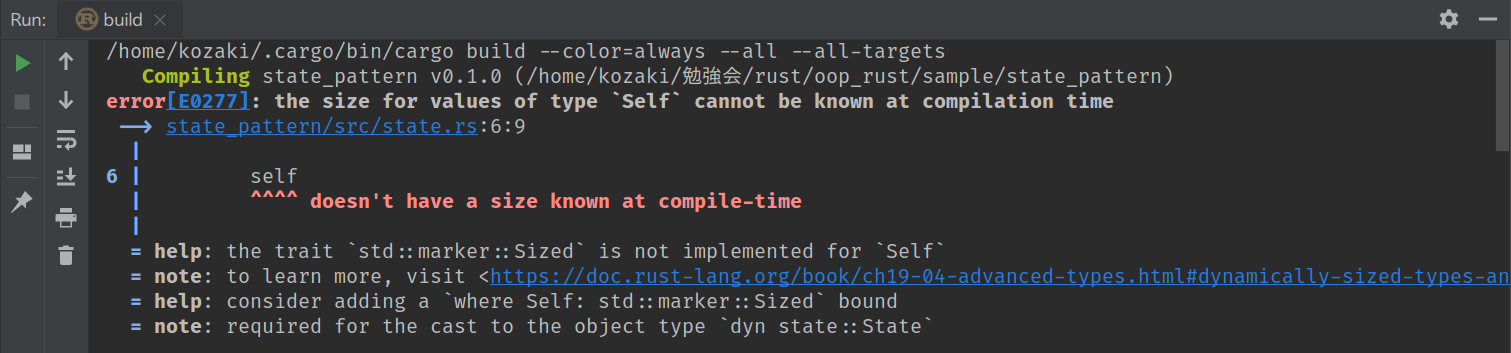 Run: build
/home/kozaki/.cargo/bin/cargo build --color=always --all --all-targets
Compiling state_pattern v0.1.0 (/home/kozaki/勉強会/rust/oop_rust/sample/state_pattern)
error[E0277]: the size for values of type `Self` cannot be known at compilation time
--> state_pattern/src/state.rs:6:9
|
6 | self
| ^^^^ doesn't have a size known at compile-time
|
= help: the trait `std::marker::Sized` is not implemented for `Self`
= note: to learn more, visit <https://doc.rust-lang.org/book/ch19-04-advanced-types.html#dynamically-sized-types-an
= help: consider adding a `where Self: std::marker::Sized` bound
= note: required for the cast to the object type `dyn state::State`